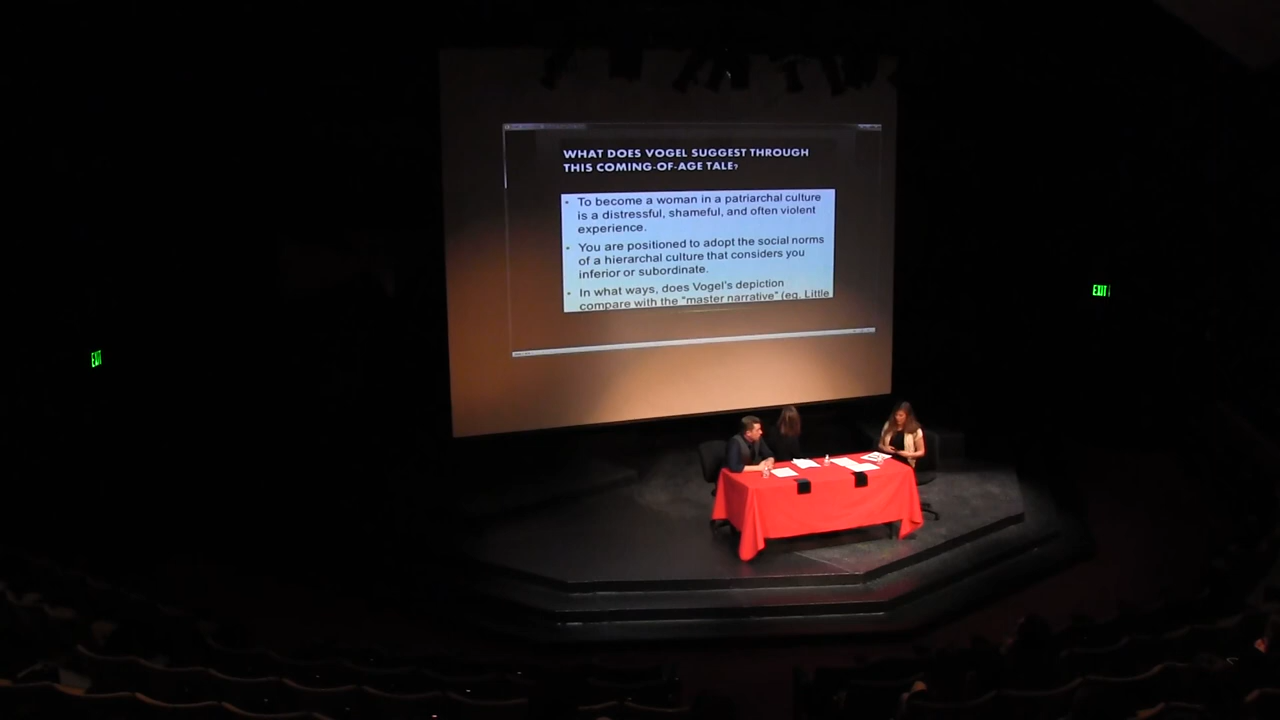 WHAT DOES VOGEL SUGGEST THROUGH
THIS COMING-OF-AGE TALE?
• To become a woman in a patriarchal culture
is a distressful, shameful, and often violent
experience.
• You are positioned to adopt the social norms
of a hierarchal culture that considers you
inferior or subordinate.
• In what ways, does Vogel's depiction
compare with the "master narrative" (eg. Little
EXIT
EXIT